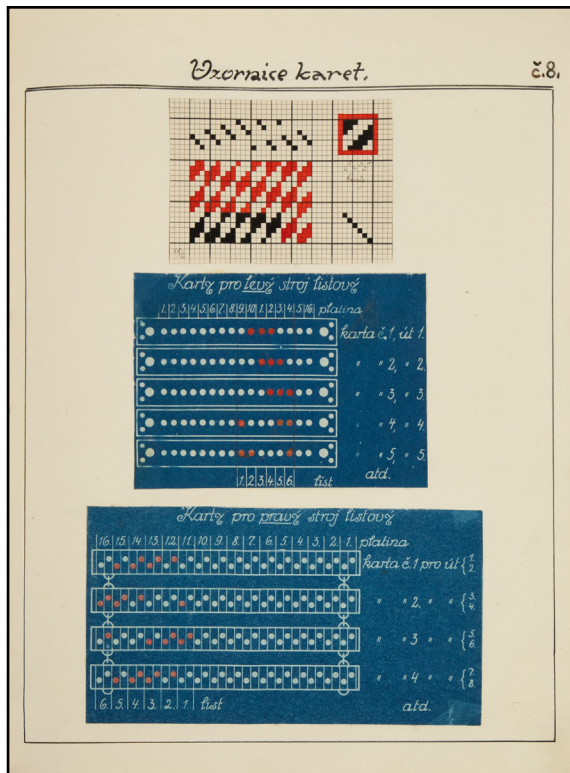 Vzornice karet.
č.8.
Karty pro levý stroj listový
1. 2. 3. 4. 5. 6. 7. 8. 9. 10 1. 2. 3. 4. 5. 16 platina
karta č.1, út 1.
" " 2, " 2.
" " 3, " 3.
" " 4, " 4.
" " 5, " 5.
1. 2. 3. 4. 5. 6. list atd.
Karty pro pravý stroj listový
16. 15. 14. 13. 12. 11. 10. 9. 8. 7. 6. 5. 4. 3. 2. 1. platina
karta č.1 pro út { 1. 2.
" " 2. " " { 3. 4.
" " 3 " " { 5. 6.
" " 4 " " { 7. 8.
6. 5. 4. 3. 2. 1. list atd.